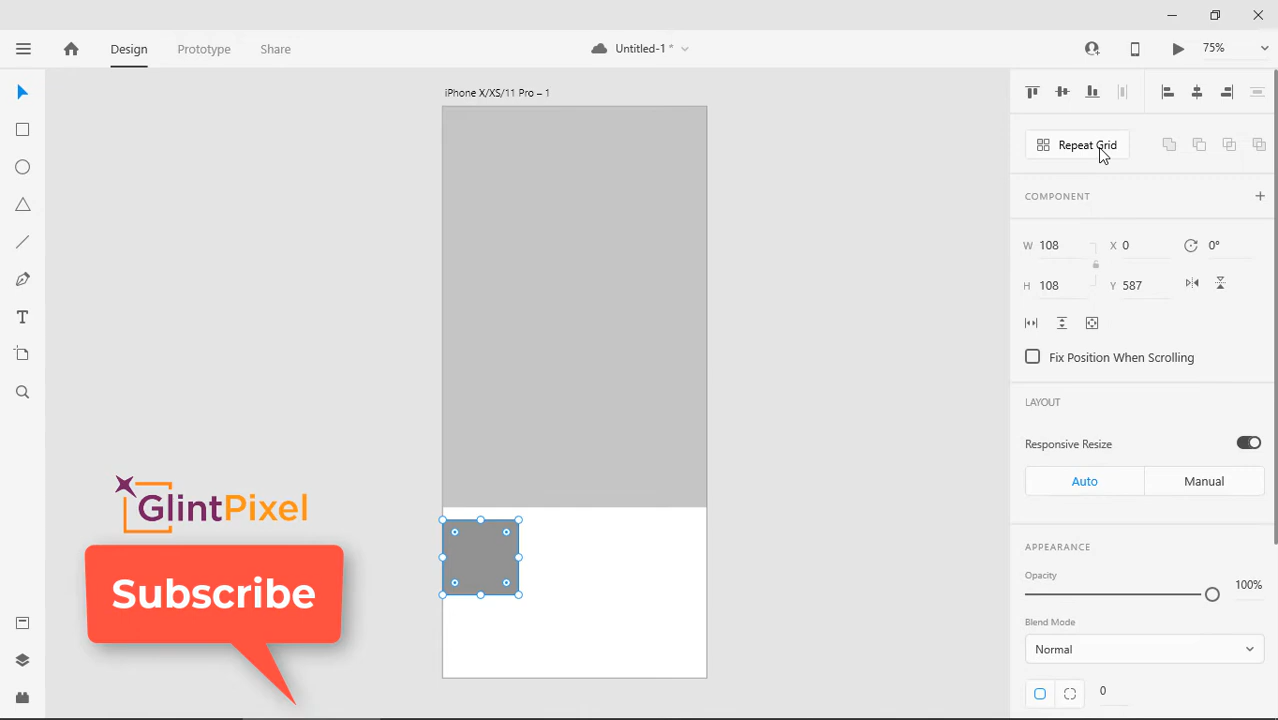 Design
Prototype
Share
Untitled-1 *
75%
iPhone X/XS/11 Pro – 1
Repeat Grid
COMPONENT
W 108
X 0
0°
H 108
Y 587
Fix Position When Scrolling
LAYOUT
Responsive Resize
Auto
Manual
APPEARANCE
Opacity
100%
Blend Mode
Normal
0
GlintPixel
Subscribe
T